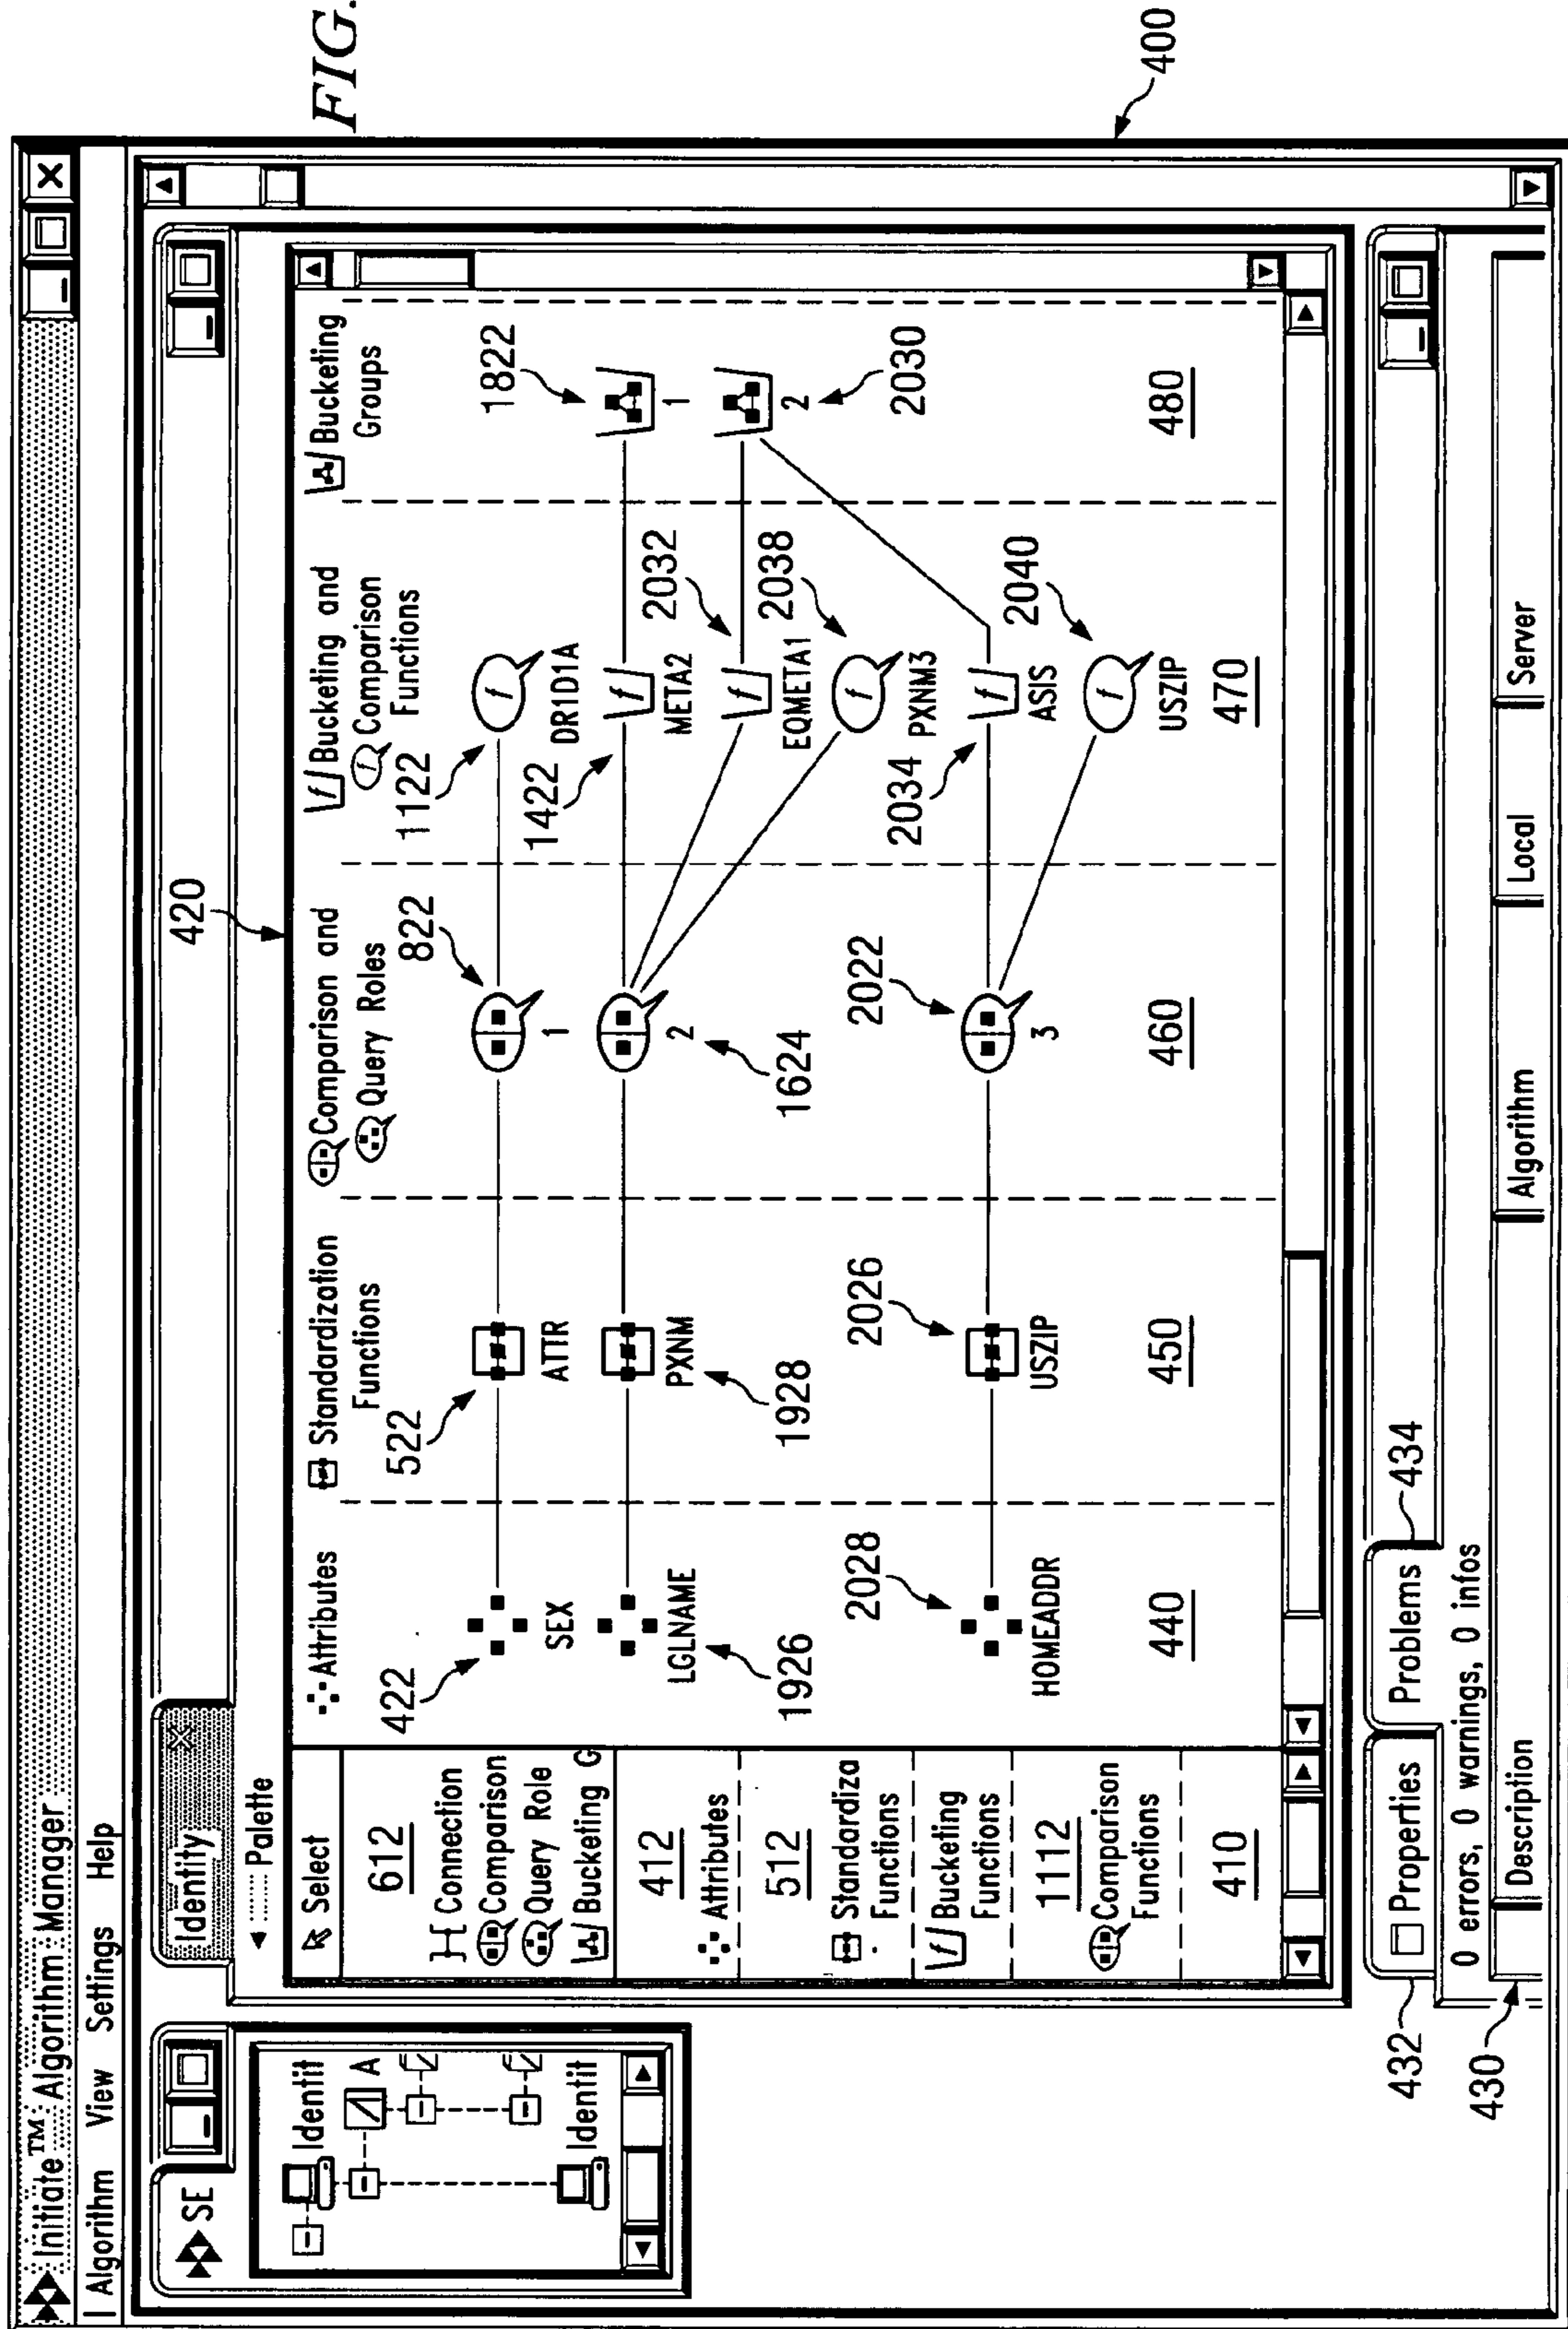 FIG.
Initiate™ Algorithm Manager
Algorithm View Settings Help
400
420
SE
Identit
A
Identit
Identity
Palette
Select
612
Connection
Comparison
Query Role
Bucketing G
412
Attributes
512
Standardiza
Functions
Bucketing
Functions
1112
Comparison
Functions
410
Attributes
422
SEX
LGLNAME
1926
2028
HOMEADDR
440
Standardization
Functions
522
ATTR
PXNM
1928
2026
USZIP
450
Comparison and
Query Roles
822
1
2
1624
2022
3
460
f Bucketing and
f Comparison
Functions
1122
f
DR1D1A
1422
f
META2
2032
f
EQMETA1
2038
f
PXNM3
2034
f
ASIS
2040
f
USZIP
470
Bucketing
Groups
1822
1
2
2030
480
432
Properties
Problems
434
0 errors, 0 warnings, 0 infos
430
Description
Algorithm
Local
Server